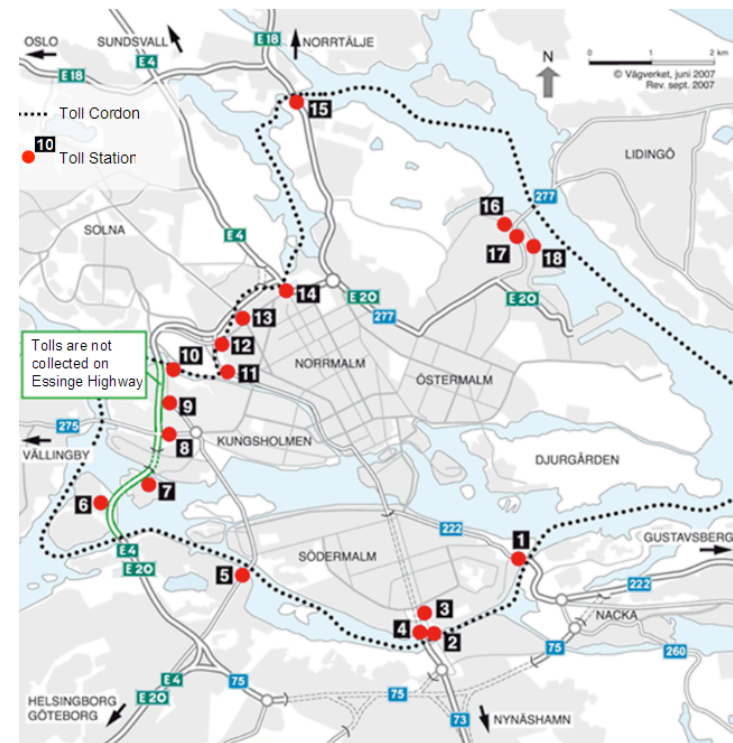 OSLO
SUNDSVALL
E4
E18
NORRTÄLJE
E18
N
0 1 2 km
© Vägverket, juni 2007
Rev. sept. 2007
Toll Cordon
10
Toll Station
15
LIDINGÖ
277
16
17
18
SOLNA
E4
14
E20
277
E20
13
12
11
10
Tolls are not
collected on
Essinge Highway
NORRMALM
ÖSTERMALM
9
275
VÄLLINGBY
8
KUNGSHOLMEN
DJURGÅRDEN
7
6
222
1
GUSTAVSBERG
E4
E20
SÖDERMALM
5
3
4
2
222
NACKA
75
260
E4
E20
75
75
73
HELSINGBORG
GÖTEBORG
NYNÄSHAMN